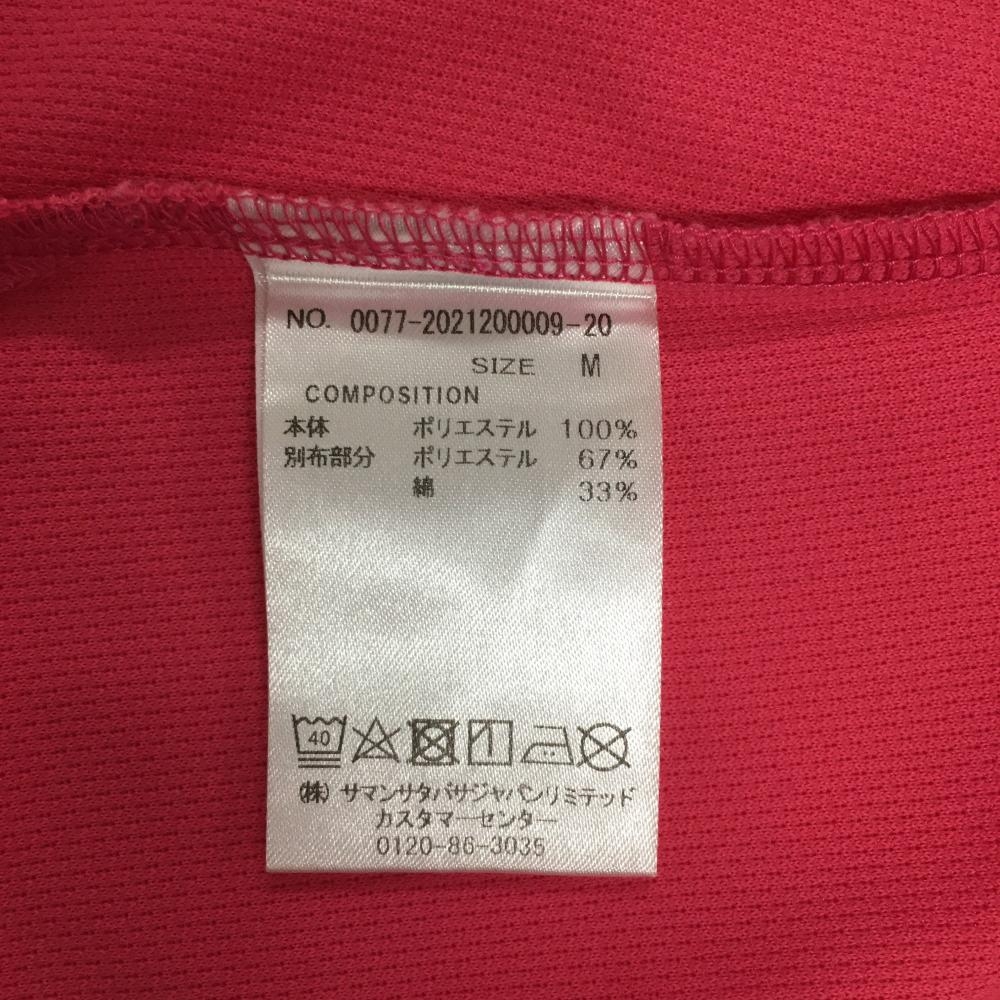 NO. 0077-2021200009-20
SIZE M
COMPOSITION
本体 ポリエステル 100%
別布部分 ポリエステル 67%
綿 33%
40
(株) サマンサタバサジャパンリミテッド
カスタマーセンター
0120-86-3035